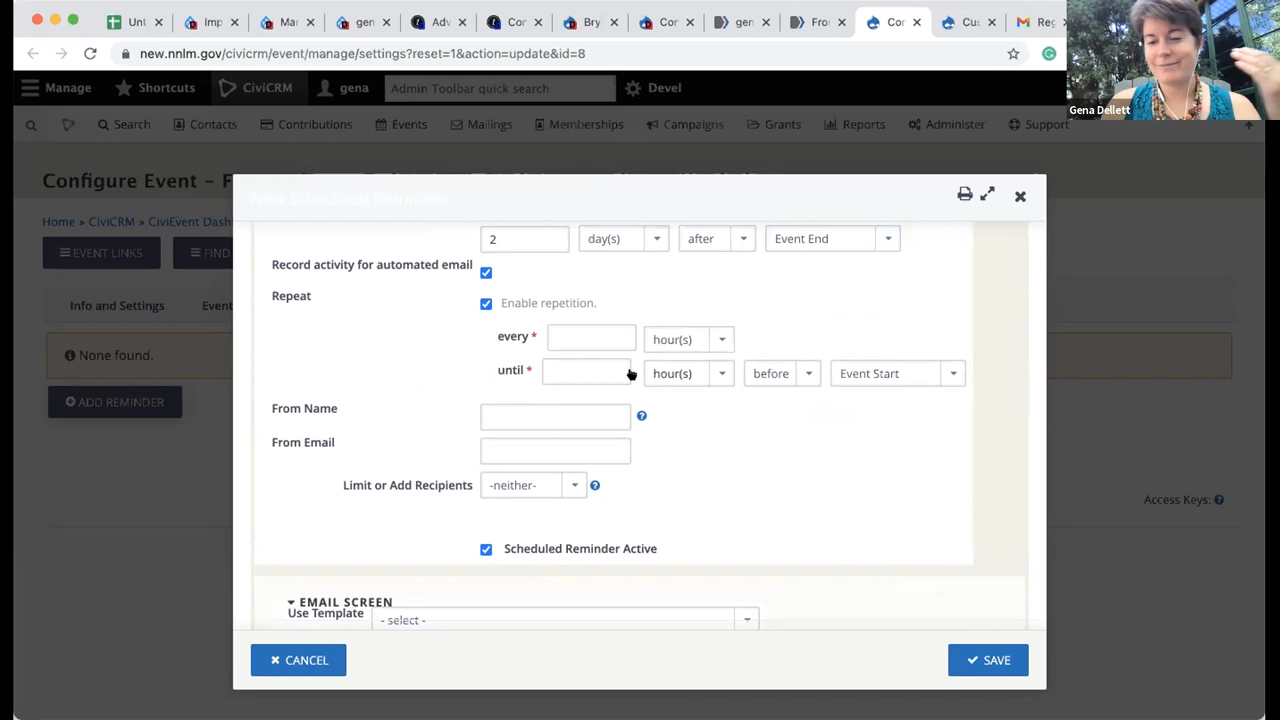 Unt
Imp
Mar
gen
Adv
Con
Bry
Con
gen
Fro
Con
Cus
Reg
new.nnlm.gov/civicrm/event/manage/settings?reset=1&action=update&id=8
Gena Dellett
Manage
Shortcuts
CiviCRM
gena
Admin Toolbar quick search
Devel
Search
Contacts
Contributions
Events
Mailings
Memberships
Campaigns
Grants
Reports
Administer
Support
Configure Event – F
New Scheduled Reminder
Home » CiviCRM » CiviEvent Dash
EVENT LINKS
FIND
2
day(s)
after
Event End
Record activity for automated email
Info and Settings
Event
Repeat
Enable repetition.
None found.
every *
hour(s)
until *
hour(s)
before
Event Start
ADD REMINDER
From Name
From Email
Limit or Add Recipients
-neither-
Access Keys:
Scheduled Reminder Active
EMAIL SCREEN
Use Template
- select -
CANCEL
SAVE